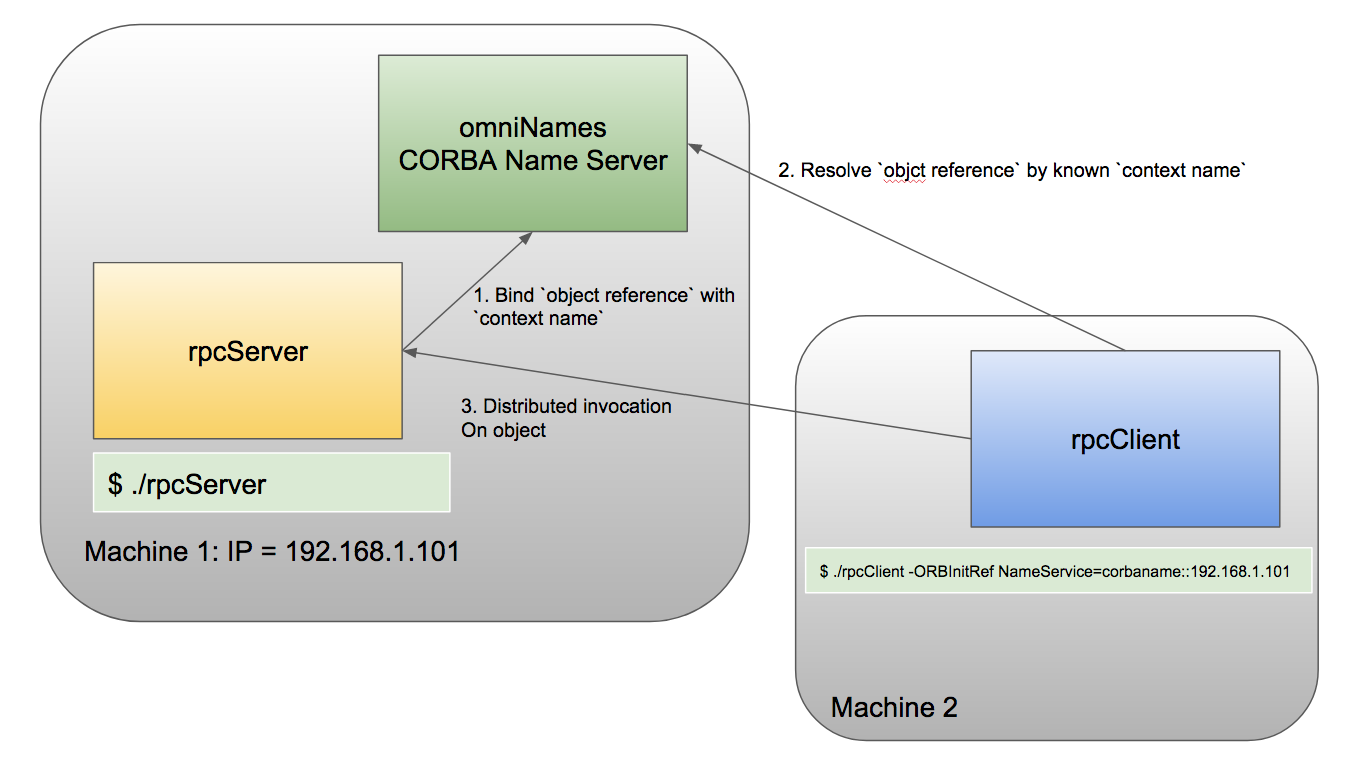 omniNames
CORBA Name Server
2. Resolve `objct reference` by known `context name`
1. Bind `object reference` with
`context name`
rpcServer
3. Distributed invocation
On object
rpcClient
$ ./rpcServer
Machine 1: IP = 192.168.1.101
$ ./rpcClient -ORBInitRef NameService=corbaname::192.168.1.101
Machine 2